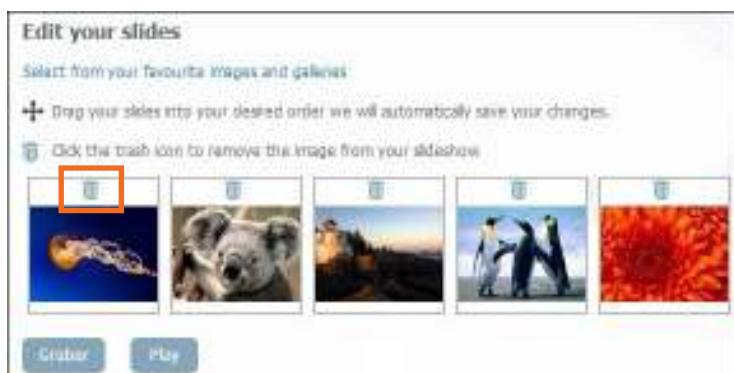 Edit your slides
Select from your favourite images and galleries
Drag your slides into your desired order we will automatically save your changes.
Click the trash icon to remove the image from your slideshow
Grabar Play